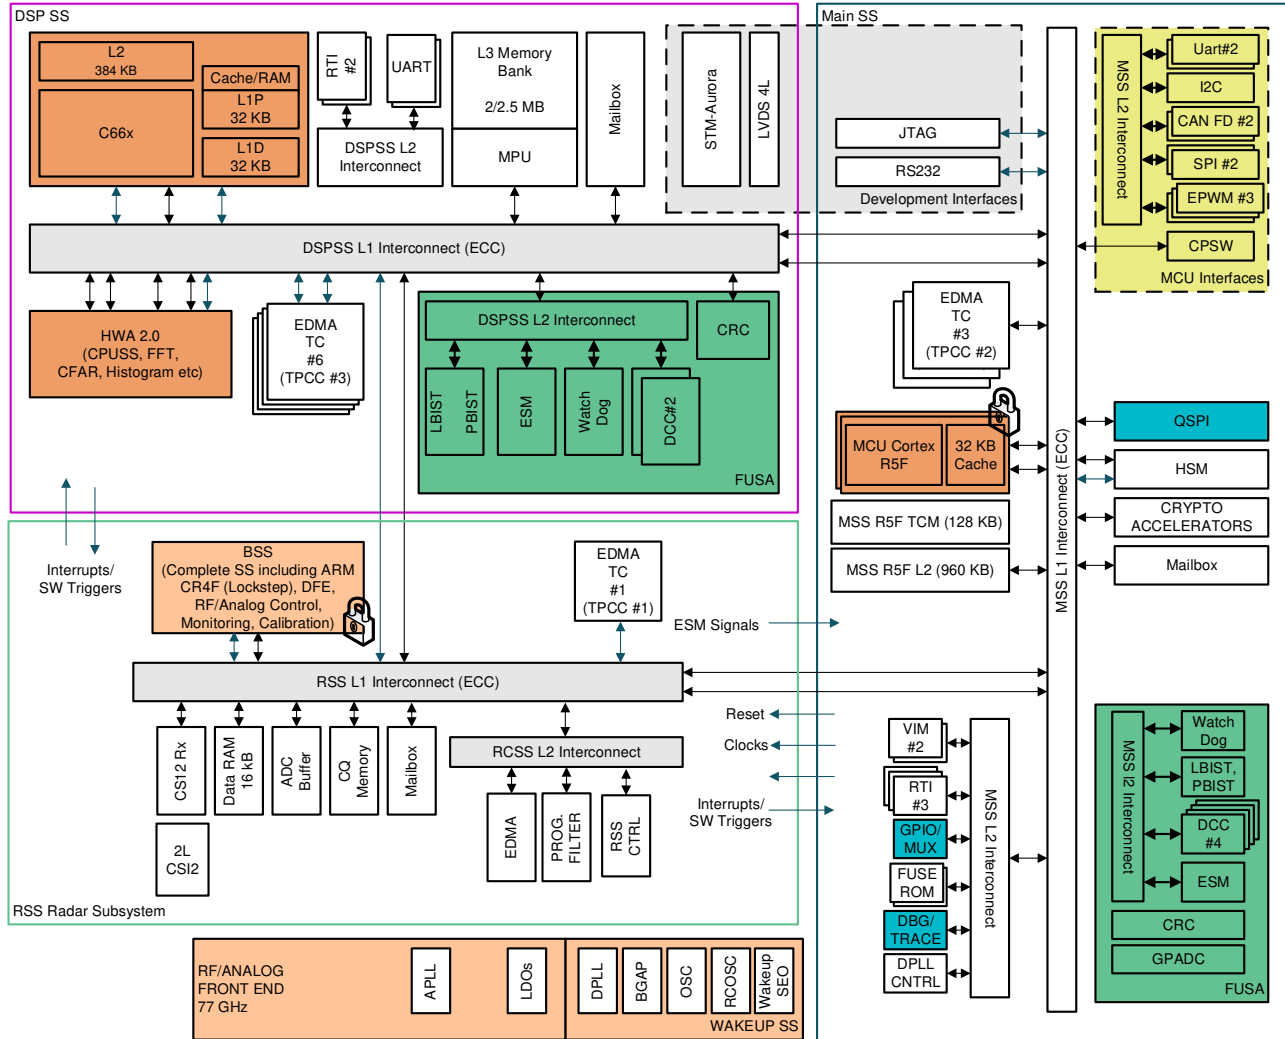 DSP SS
L2
384 KB
Cache/RAM
C66x
L1P
32 KB
L1D
32 KB
RTI
#2
UART
DSPSS L2
Interconnect
L3 Memory
Bank
2/2.5 MB
MPU
Mailbox
DSPSS L1 Interconnect (ECC)
HWA 2.0
(CPUSS, FFT,
CFAR, Histogram etc)
EDMA
TC
#6
(TPCC #3)
DSPSS L2 Interconnect
CRC
LBIST
PBIST
ESM
Watch
Dog
DCC#2
FUSA
STM-Aurora
LVDS 4L
JTAG
RS232
Development Interfaces
Main SS
MSS L1 Interconnect (ECC)
MSS L2 Interconnect
Uart#2
I2C
CAN FD #2
SPI #2
EPWM #3
CPSW
MCU Interfaces
EDMA
TC
#3
(TPCC #2)
MCU Cortex
R5F
32 KB
Cache
MSS R5F TCM (128 KB)
MSS R5F L2 (960 KB)
QSPI
HSM
CRYPTO
ACCELERATORS
Mailbox
Interrupts/
SW Triggers
BSS
(Complete SS including ARM
CR4F (Lockstep), DFE,
RF/Analog Control,
Monitoring, Calibration)
EDMA
TC
#1
(TPCC #1)
ESM Signals
RSS L1 Interconnect (ECC)
CS12 Rx
Data RAM
16 kB
ADC
Buffer
CQ
Memory
Mailbox
RCSS L2 Interconnect
EDMA
PROG.
FILTER
RSS
CTRL
2L
CSI2
RSS Radar Subsystem
Reset
Clocks
Interrupts/
SW Triggers
VIM
#2
RTI
#3
GPIO/
MUX
FUSE
ROM
DBG/
TRACE
DPLL
CNTRL
MSS L2 Interconnect
MSS l2 Interconnect
Watch
Dog
LBIST,
PBIST
DCC
#4
ESM
CRC
GPADC
FUSA
RF/ANALOG
FRONT END
77 GHz
APLL
LDOs
DPLL
BGAP
OSC
RCOSC
Wakeup
SEO
WAKEUP SS